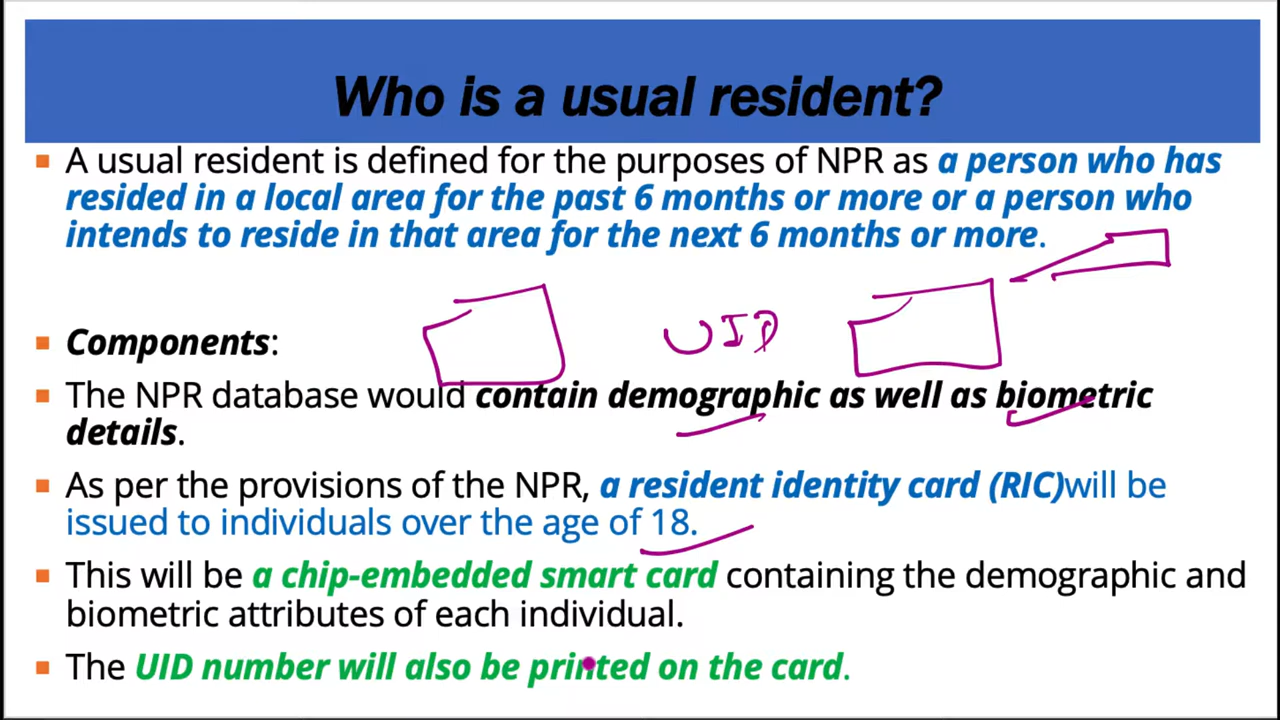 Who is a usual resident?
A usual resident is defined for the purposes of NPR as a person who has
resided in a local area for the past 6 months or more or a person who
intends to reside in that area for the next 6 months or more.
UID
Components:
The NPR database would contain demographic as well as biometric
details.
As per the provisions of the NPR, a resident identity card (RIC)will be
issued to individuals over the age of 18.
This will be a chip-embedded smart card containing the demographic and
biometric attributes of each individual.
The UID number will also be printed on the card.